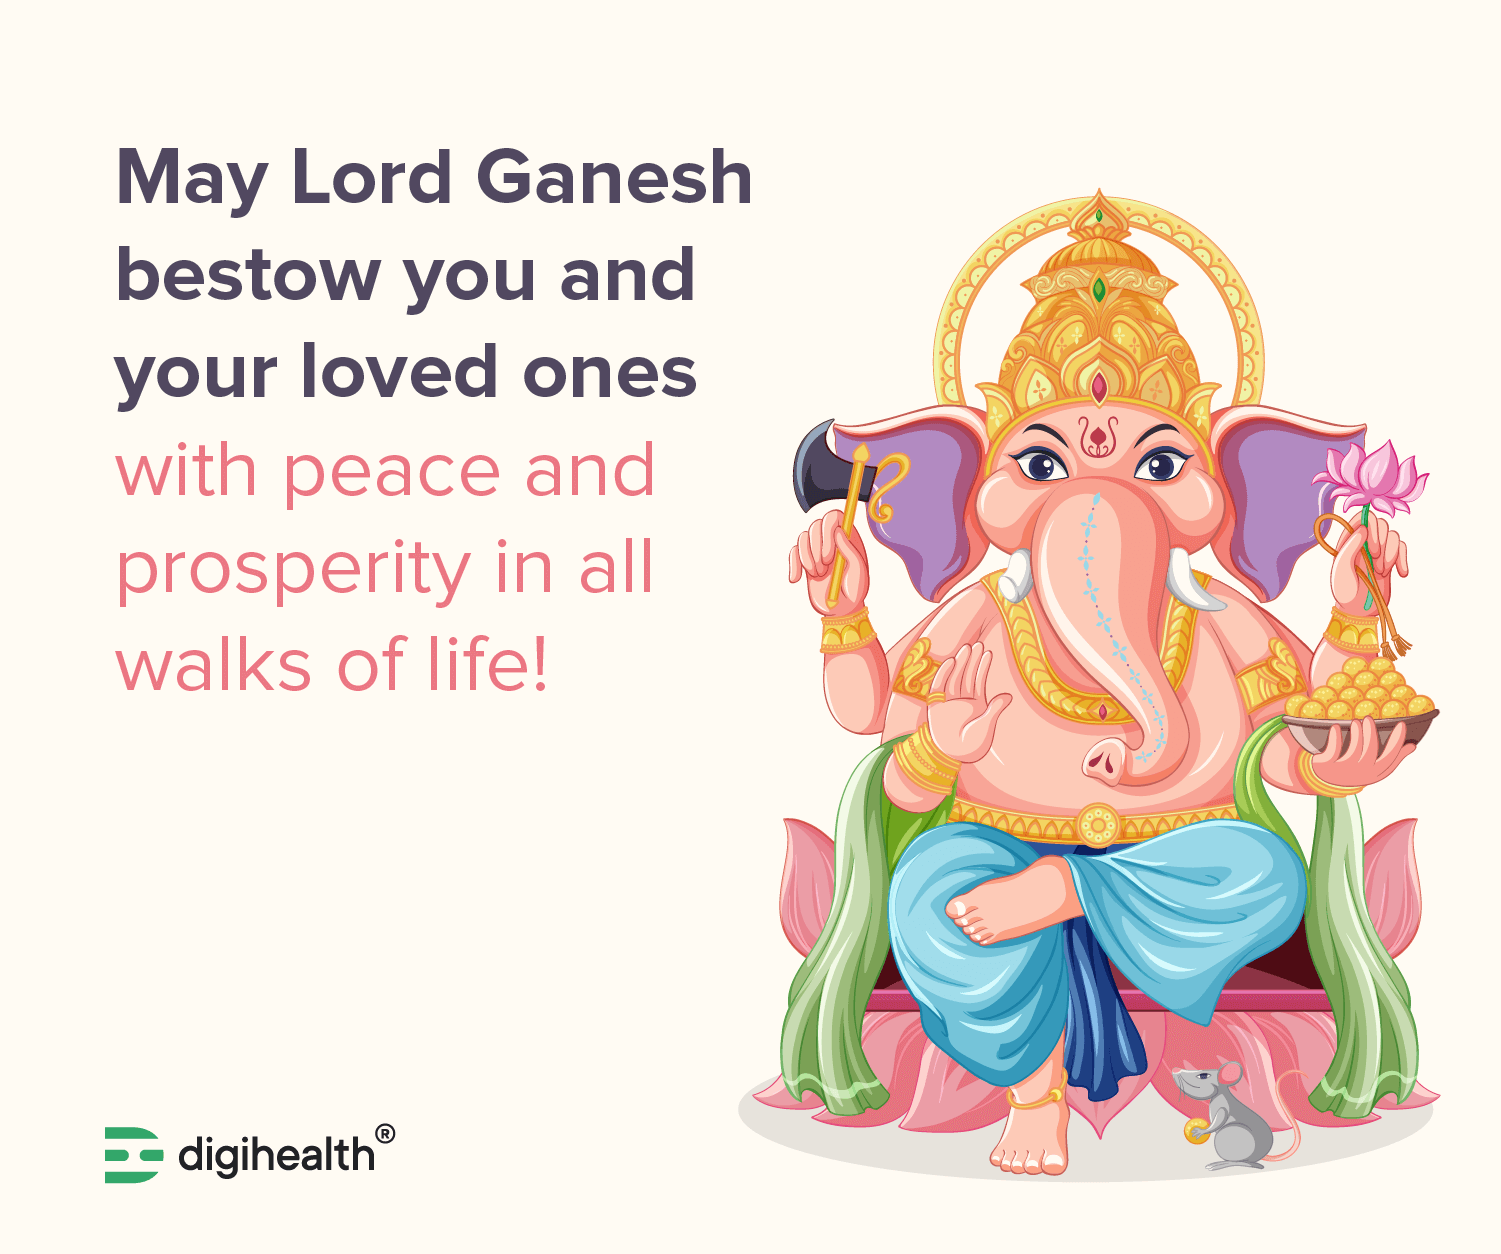 May Lord Ganesh
bestow you and
your loved ones
with peace and
prosperity in all
walks of life!
digihealth®